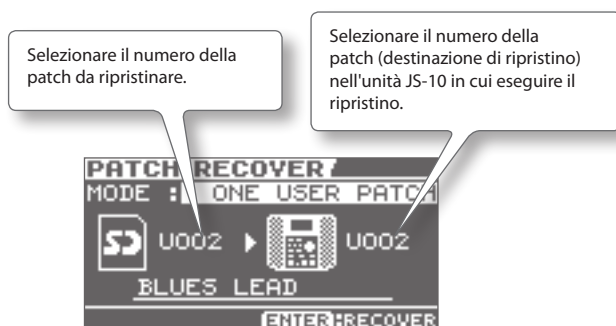 Selezionare il numero della
patch da ripristinare.
Selezionare il numero della
patch (destinazione di ripristino)
nell'unità JS-10 in cui eseguire il
ripristino.
PATCH RECOVER
MODE : ONE USER PATCH
U002 U002
BLUES LEAD
ENTER:RECOVER